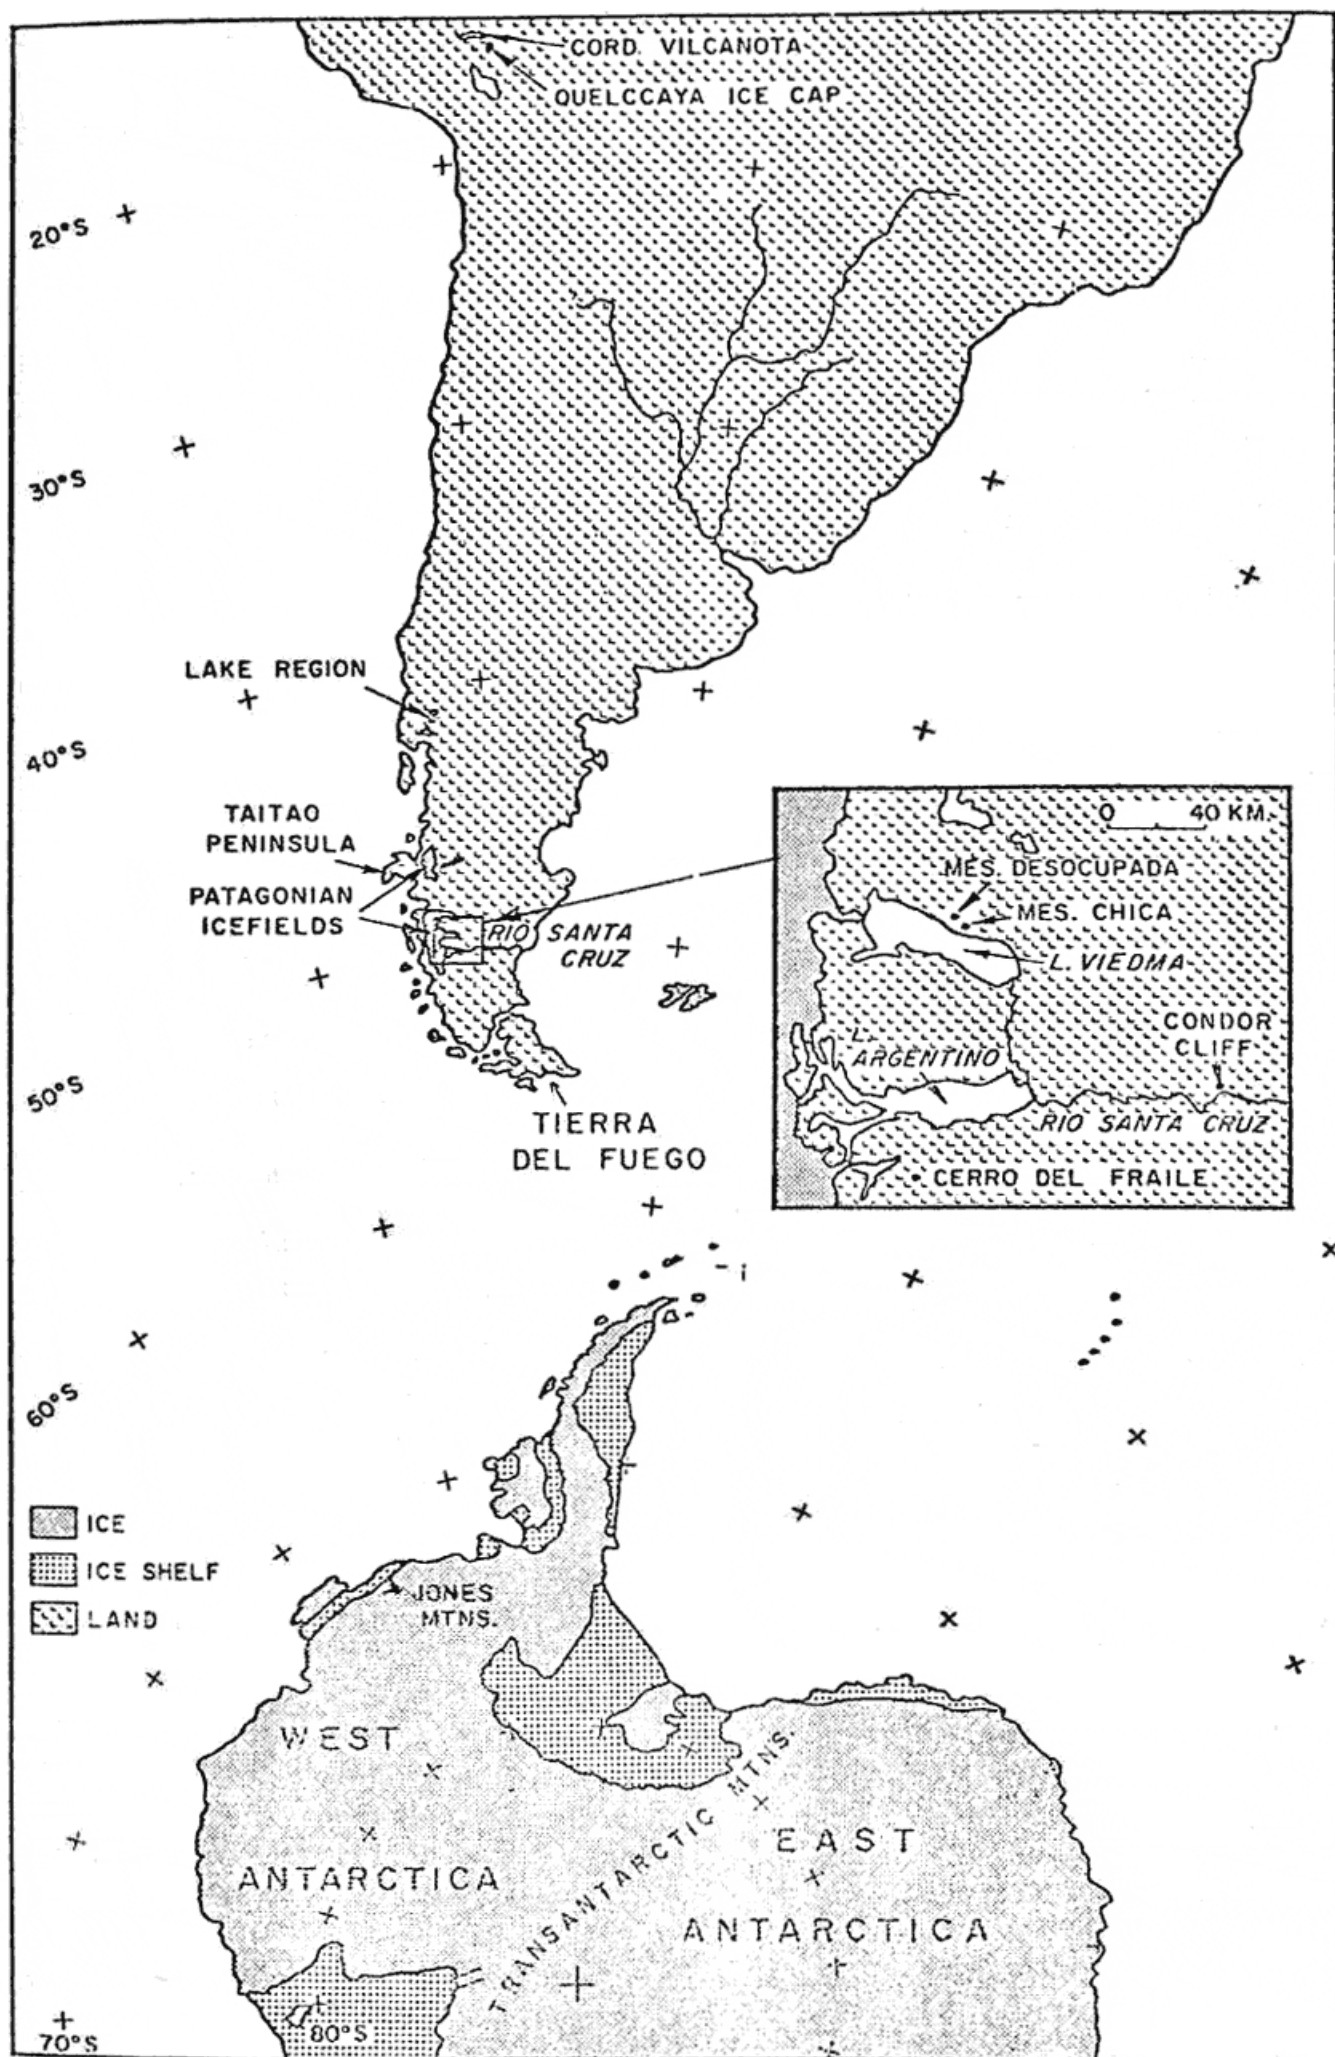 CORD. VILCANOTA
QUELCCAYA ICE CAP
20°S
30°S
LAKE REGION
40°S
TAITAO
PENINSULA
PATAGONIAN
ICEFIELDS
RIO SANTA
CRUZ
0 40 KM.
MES. DESOCUPADA
MES. CHICA
L. VIEDMA
CONDOR
CLIFF
L.
ARGENTINO
RIO SANTA CRUZ
CERRO DEL FRAILE
50°S
TIERRA
DEL FUEGO
60°S
ICE
ICE SHELF
LAND
JONES
MTNS.
WEST
ANTARCTICA
TRANSANTARCTIC MTNS.
EAST
ANTARCTICA
80°S
70°S